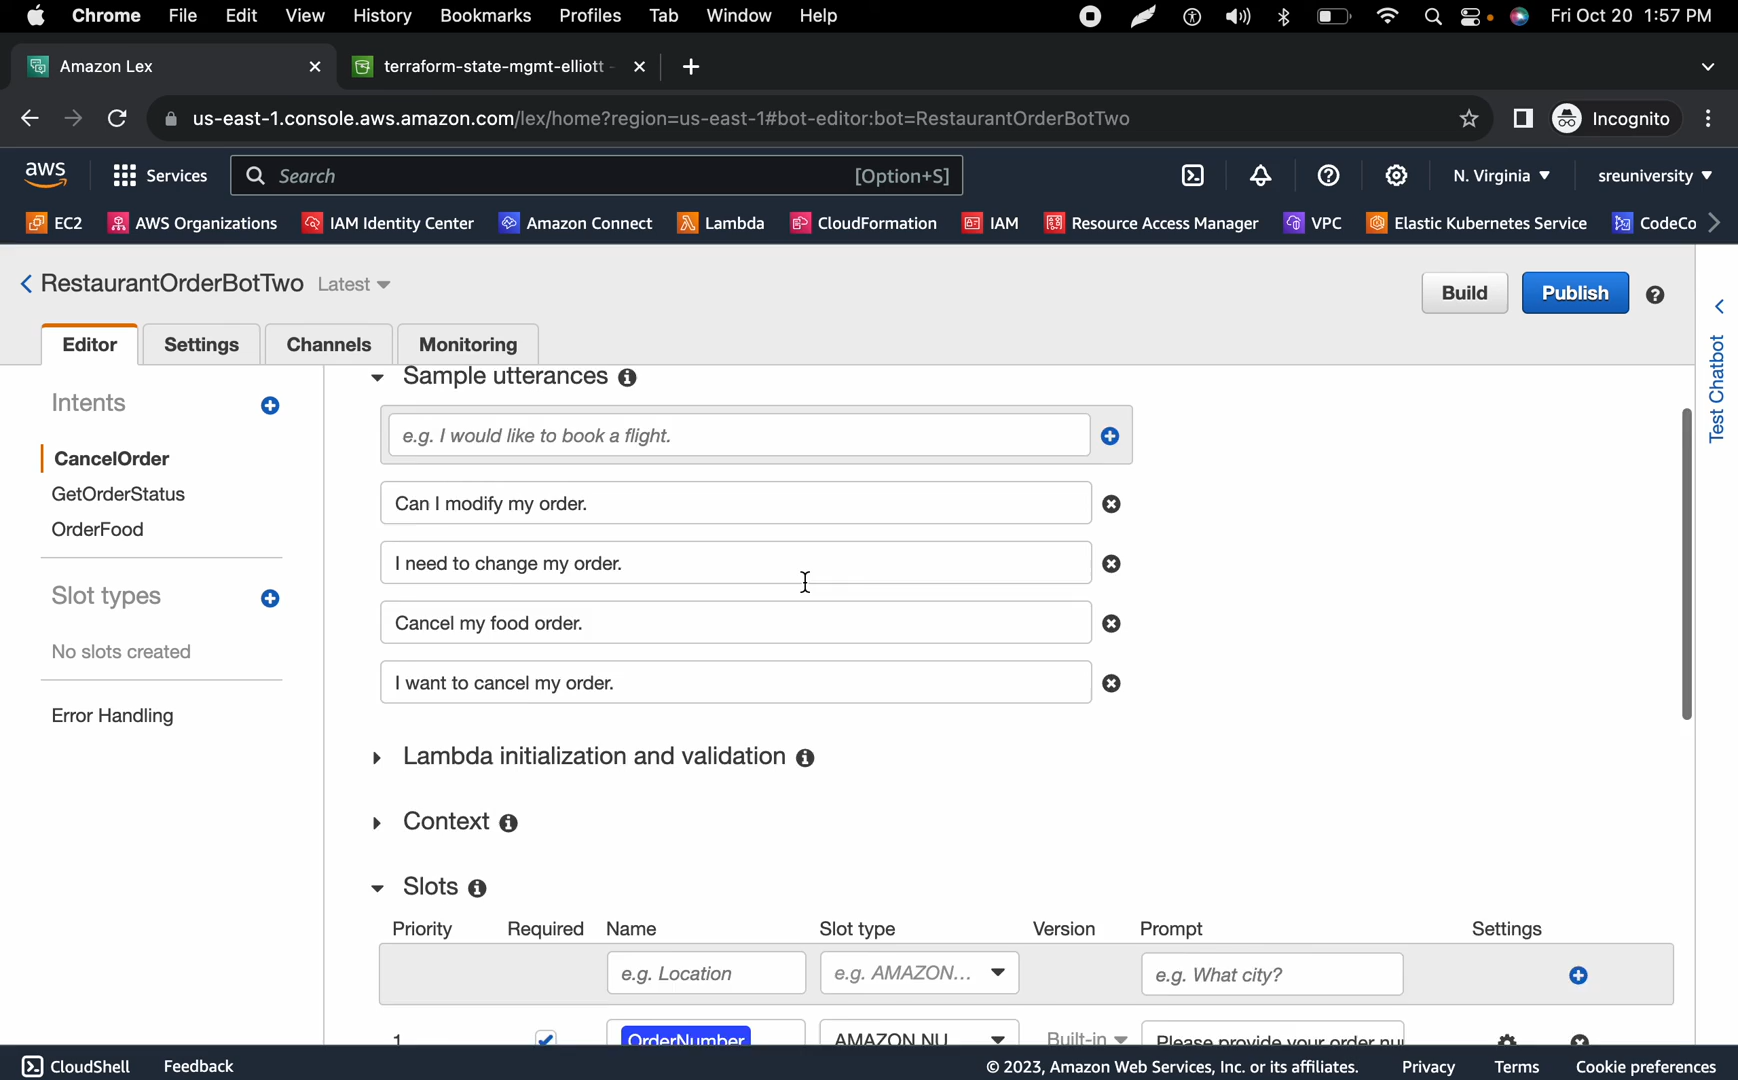 Chrome File Edit View History Bookmarks Profiles Tab Window Help Fri Oct 20 1:57 PM
Amazon Lex terraform-state-mgmt-elliott -
us-east-1.console.aws.amazon.com/lex/home?region=us-east-1#bot-editor:bot=RestaurantOrderBotTwo Incognito
aws Services Search [Option+S] N. Virginia sreuniversity
EC2 AWS Organizations IAM Identity Center Amazon Connect Lambda CloudFormation IAM Resource Access Manager VPC Elastic Kubernetes Service CodeCo
RestaurantOrderBotTwo Latest Build Publish
Editor Settings Channels Monitoring
Test Chatbot
Intents
CancelOrder
GetOrderStatus
OrderFood
Slot types
No slots created
Error Handling
Sample utterances
e.g. I would like to book a flight.
Can I modify my order.
I need to change my order.
Cancel my food order.
I want to cancel my order.
Lambda initialization and validation
Context
Slots
Priority Required Name Slot type Version Prompt Settings
e.g. Location e.g. AMAZON... e.g. What city?
1 OrderNumber AMAZON.NU... Built-in Please provide your order nu
CloudShell Feedback © 2023, Amazon Web Services, Inc. or its affiliates. Privacy Terms Cookie preferences